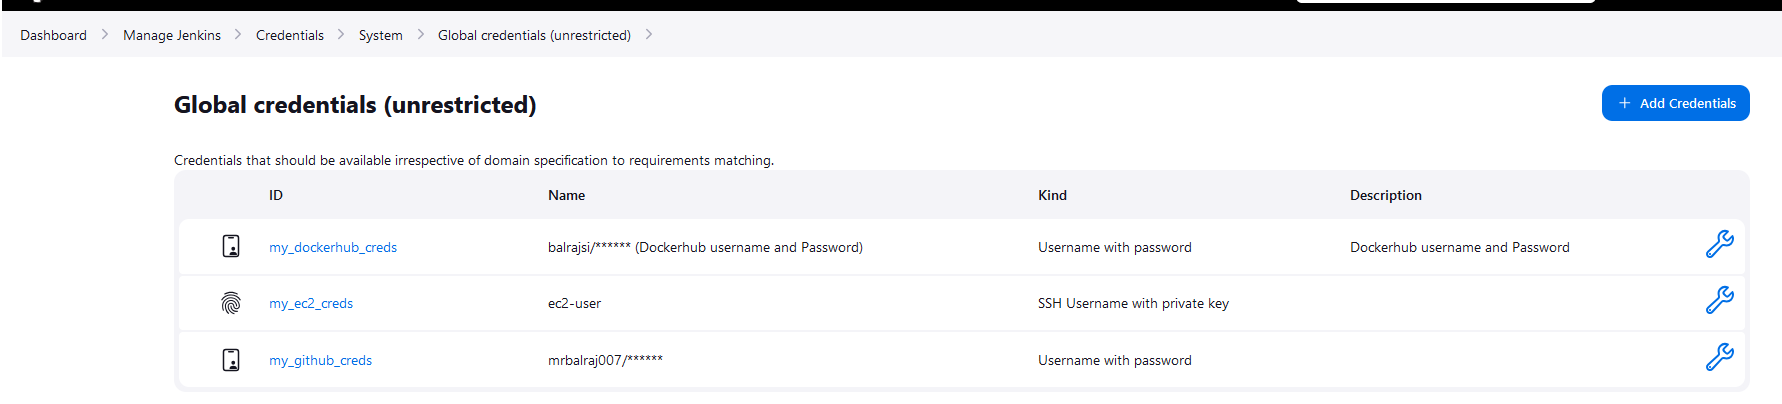 Dashboard > Manage Jenkins > Credentials > System > Global credentials (unrestricted) >
Global credentials (unrestricted)
+ Add Credentials
Credentials that should be available irrespective of domain specification to requirements matching.
ID Name Kind Description
my_dockerhub_creds balrajsi/****** (Dockerhub username and Password) Username with password Dockerhub username and Password
my_ec2_creds ec2-user SSH Username with private key
my_github_creds mrbalraj007/****** Username with password